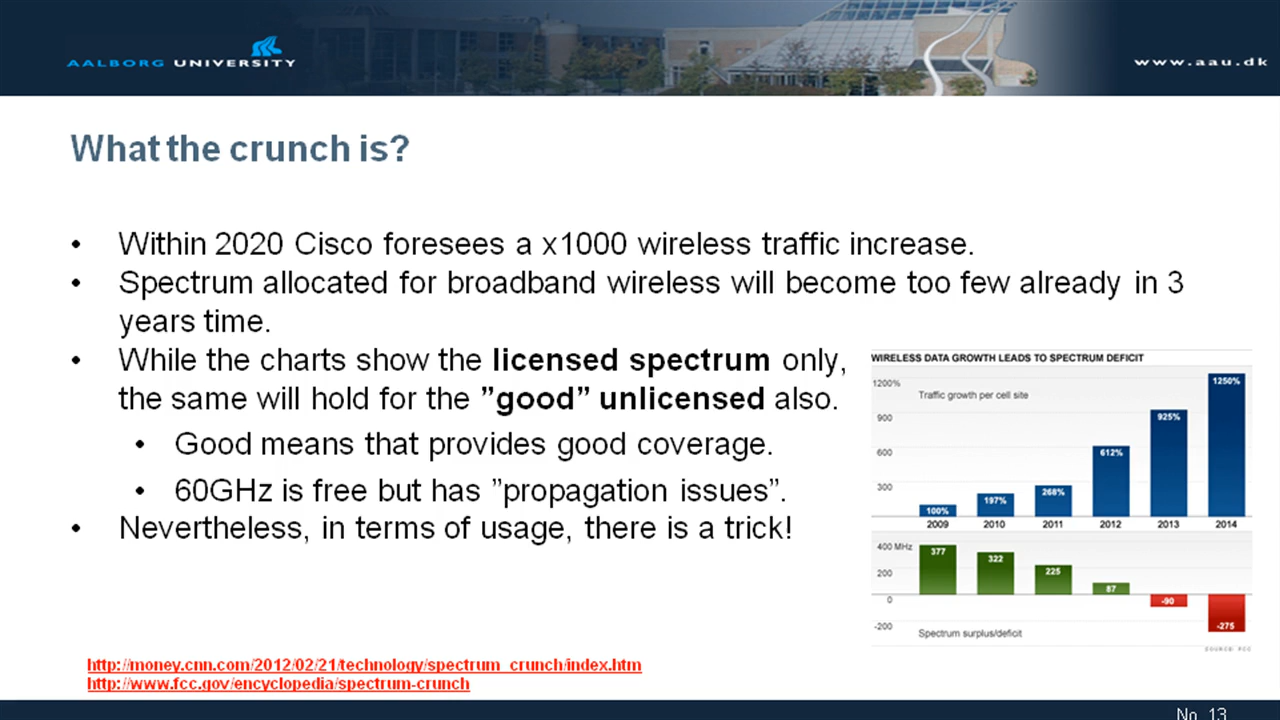 AALBORG UNIVERSITY
www.aau.dk
What the crunch is?
• Within 2020 Cisco foresees a x1000 wireless traffic increase.
• Spectrum allocated for broadband wireless will become too few already in 3
years time.
• While the charts show the licensed spectrum only,
the same will hold for the ”good” unlicensed also.
• Good means that provides good coverage.
• 60GHz is free but has ”propagation issues”.
• Nevertheless, in terms of usage, there is a trick!
WIRELESS DATA GROWTH LEADS TO SPECTRUM DEFICIT
1200%
Traffic growth per cell site
900
600
300
100%
197%
268%
612%
925%
1250%
2009 2010 2011 2012 2013 2014
400 MHz
200
0
-200
377
322
225
87
-90
-275
Spectrum surplus/deficit
SOURCE: FCC
http://money.cnn.com/2012/02/21/technology/spectrum_crunch/index.htm
http://www.fcc.gov/encyclopedia/spectrum-crunch
No. 13